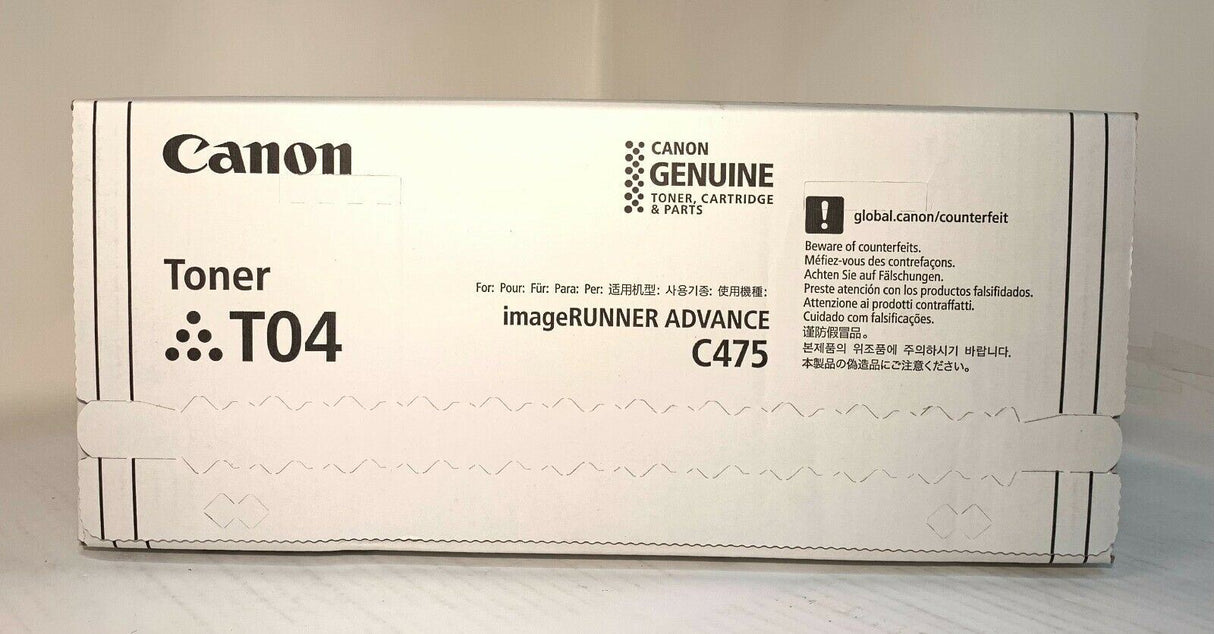 Canon
CANON
GENUINE
TONER, CARTRIDGE
& PARTS
! global.canon/counterfeit
Beware of counterfeits.
Méfiez-vous des contrefaçons.
Achten Sie auf Fälschungen.
Preste atención con los productos falsifidados.
Attenzione ai prodotti contraffatti.
Cuidado com falsificações.
谨防假冒品。
본제품의 위조품에 주의하시기 바랍니다.
本製品の偽造品にご注意ください。
Toner
T04
For: Pour: Für: Para: Per: 适用机型: 사용기종: 使用機種:
imageRUNNER ADVANCE
C475